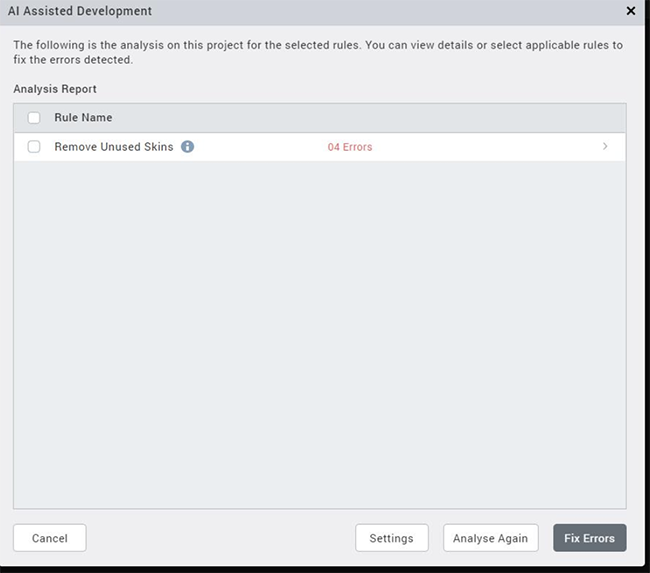 AI Assisted Development
The following is the analysis on this project for the selected rules. You can view details or select applicable rules to
fix the errors detected.
Analysis Report
Rule Name
Remove Unused Skins 04 Errors
Cancel Settings Analyse Again Fix Errors